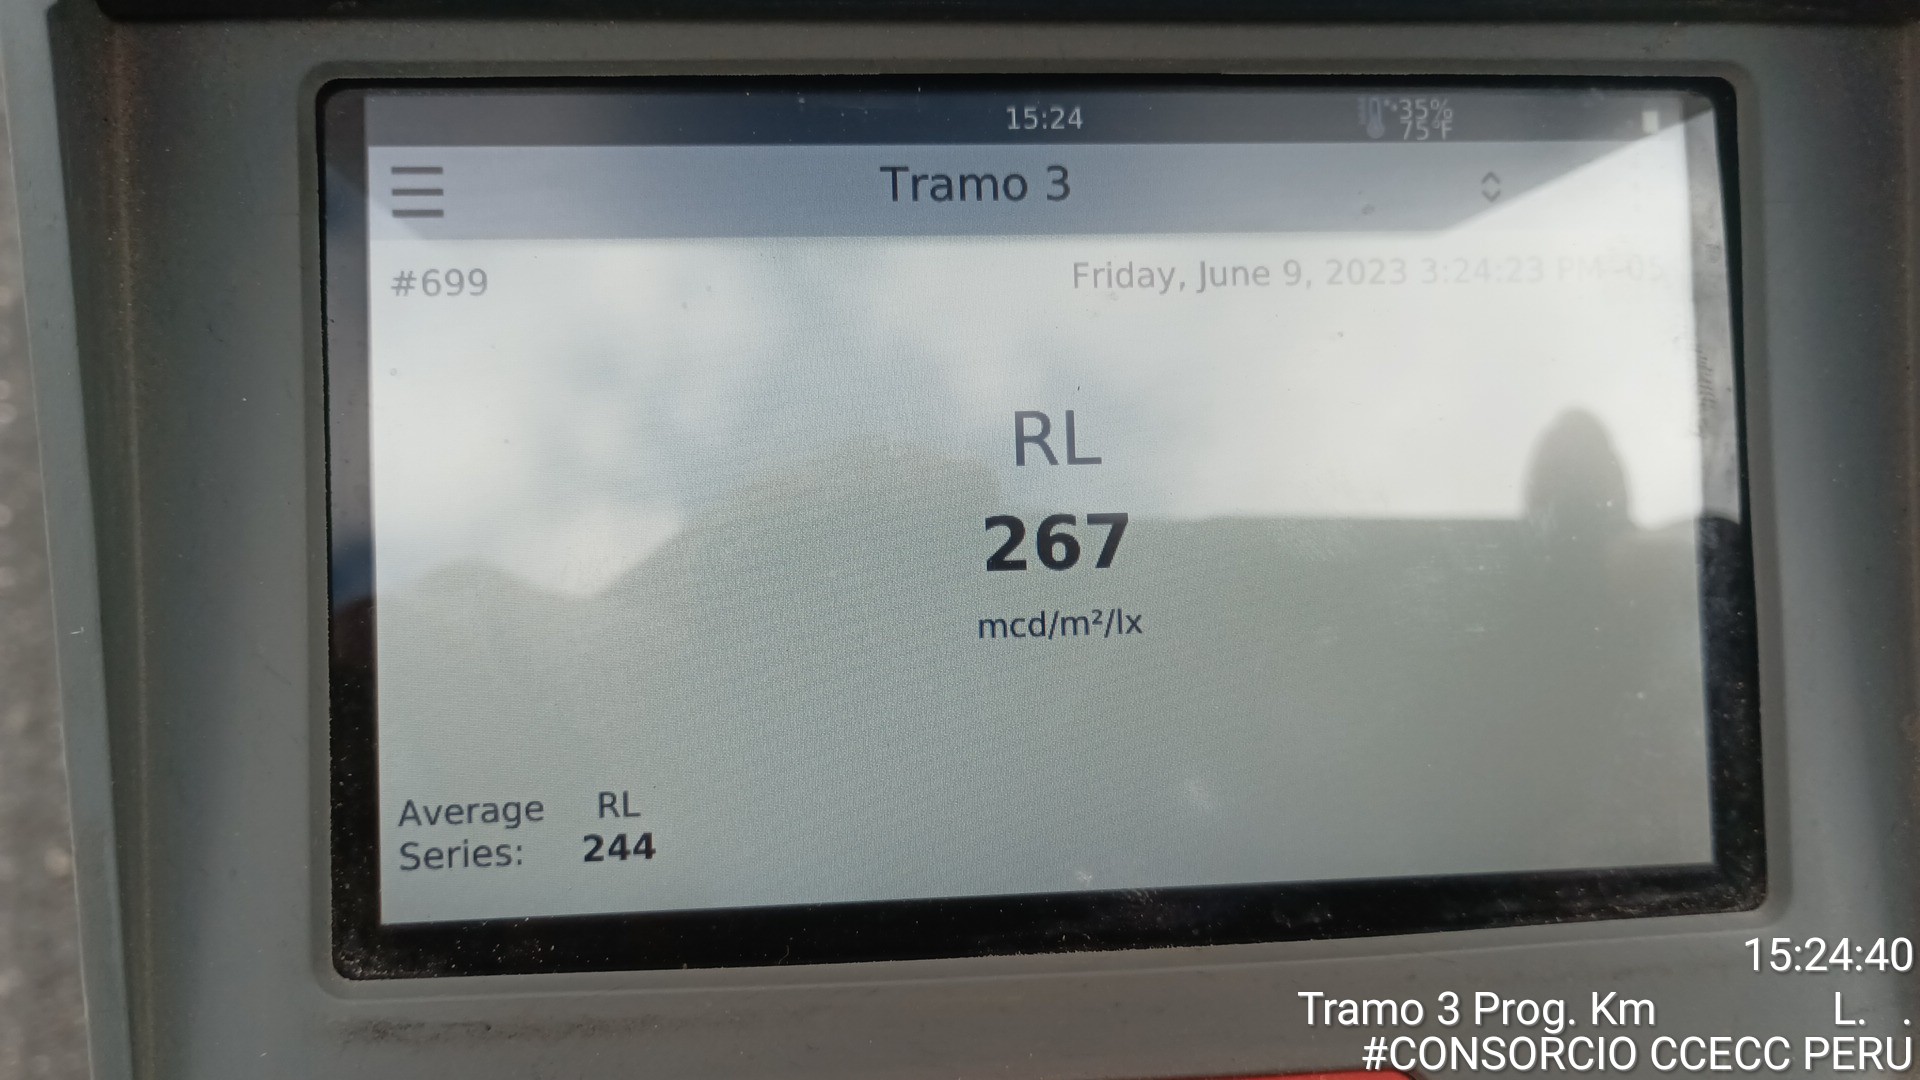 15:24
35%
75°F
Tramo 3
#699
Friday, June 9, 2023 3:24:23 PM
RL
267
mcd/m²/lx
Average RL
Series: 244
15:24:40
Tramo 3 Prog. Km L. .
#CONSORCIO CCECC PERU